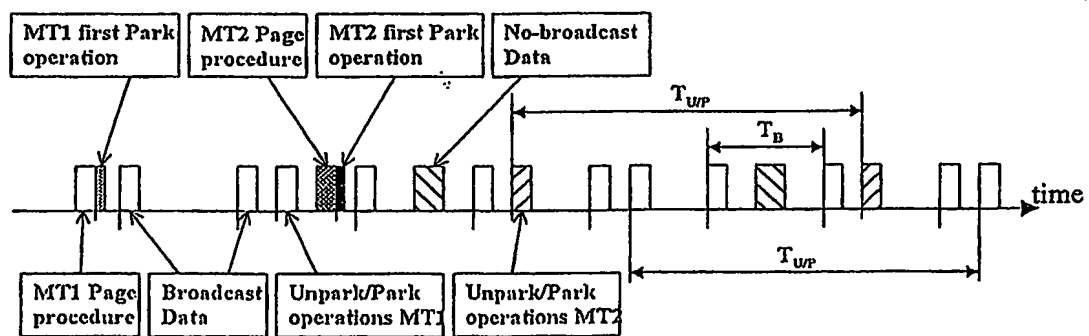 MT1 first Park
operation
MT2 Page
procedure
MT2 first Park
operation
No-broadcast
Data
T_U/P
T_B
time
T_U/P
MT1 Page
procedure
Broadcast
Data
Unpark/Park
operations MT1
Unpark/Park
operations MT2